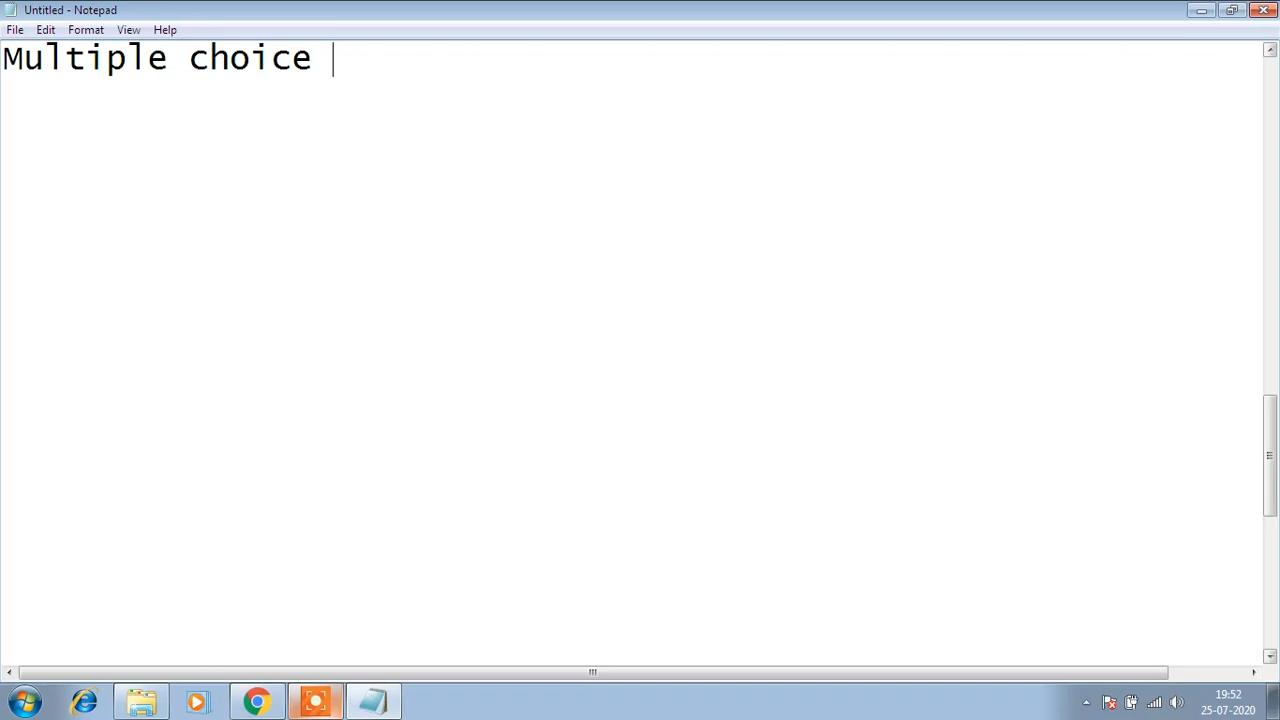 Untitled - Notepad
File Edit Format View Help
Multiple choice
19:52
25-07-2020